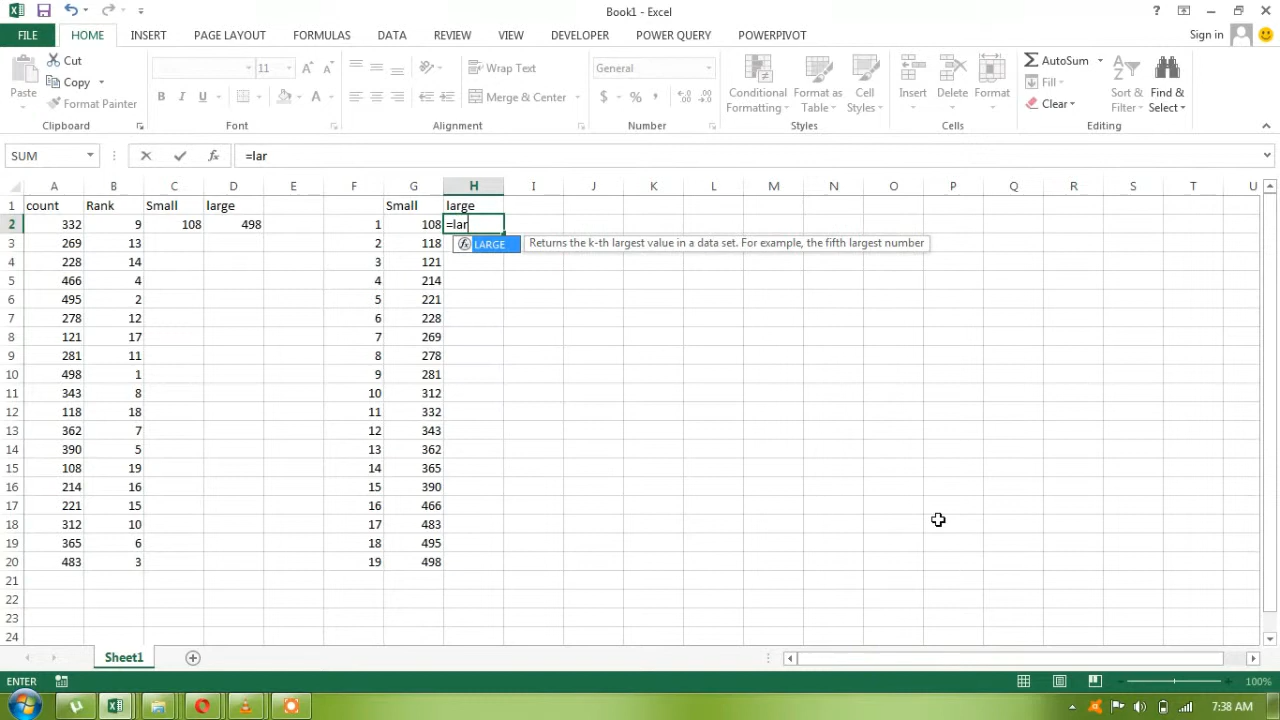 Book1 - Excel
?
FILE HOME INSERT PAGE LAYOUT FORMULAS DATA REVIEW VIEW DEVELOPER POWER QUERY POWERPIVOT Sign in
Paste Cut Copy Format Painter
11 A A
B I U A
Wrap Text
Merge & Center
General
$ % ,
Conditional Formatting
Format as Table
Cell Styles
Insert Delete Format
AutoSum
Fill
Clear
Sort & Filter
Find & Select
Clipboard Font Alignment Number Styles Cells Editing
SUM fx =lar
A B C D E F G H I J K L M N O P Q R S T U
1 count Rank Small large Small large
2 332 9 108 498 1 108 =lar
3 269 13 2 118 LARGE Returns the k-th largest value in a data set. For example, the fifth largest number
4 228 14 3 121
5 466 4 4 214
6 495 2 5 221
7 278 12 6 228
8 121 17 7 269
9 281 11 8 278
10 498 1 9 281
11 343 8 10 312
12 118 18 11 332
13 362 7 12 343
14 390 5 13 362
15 108 19 14 365
16 214 16 15 390
17 221 15 16 466
18 312 10 17 483
19 365 6 18 495
20 483 3 19 498
21
22
23
24
Sheet1
ENTER 100%
7:38 AM